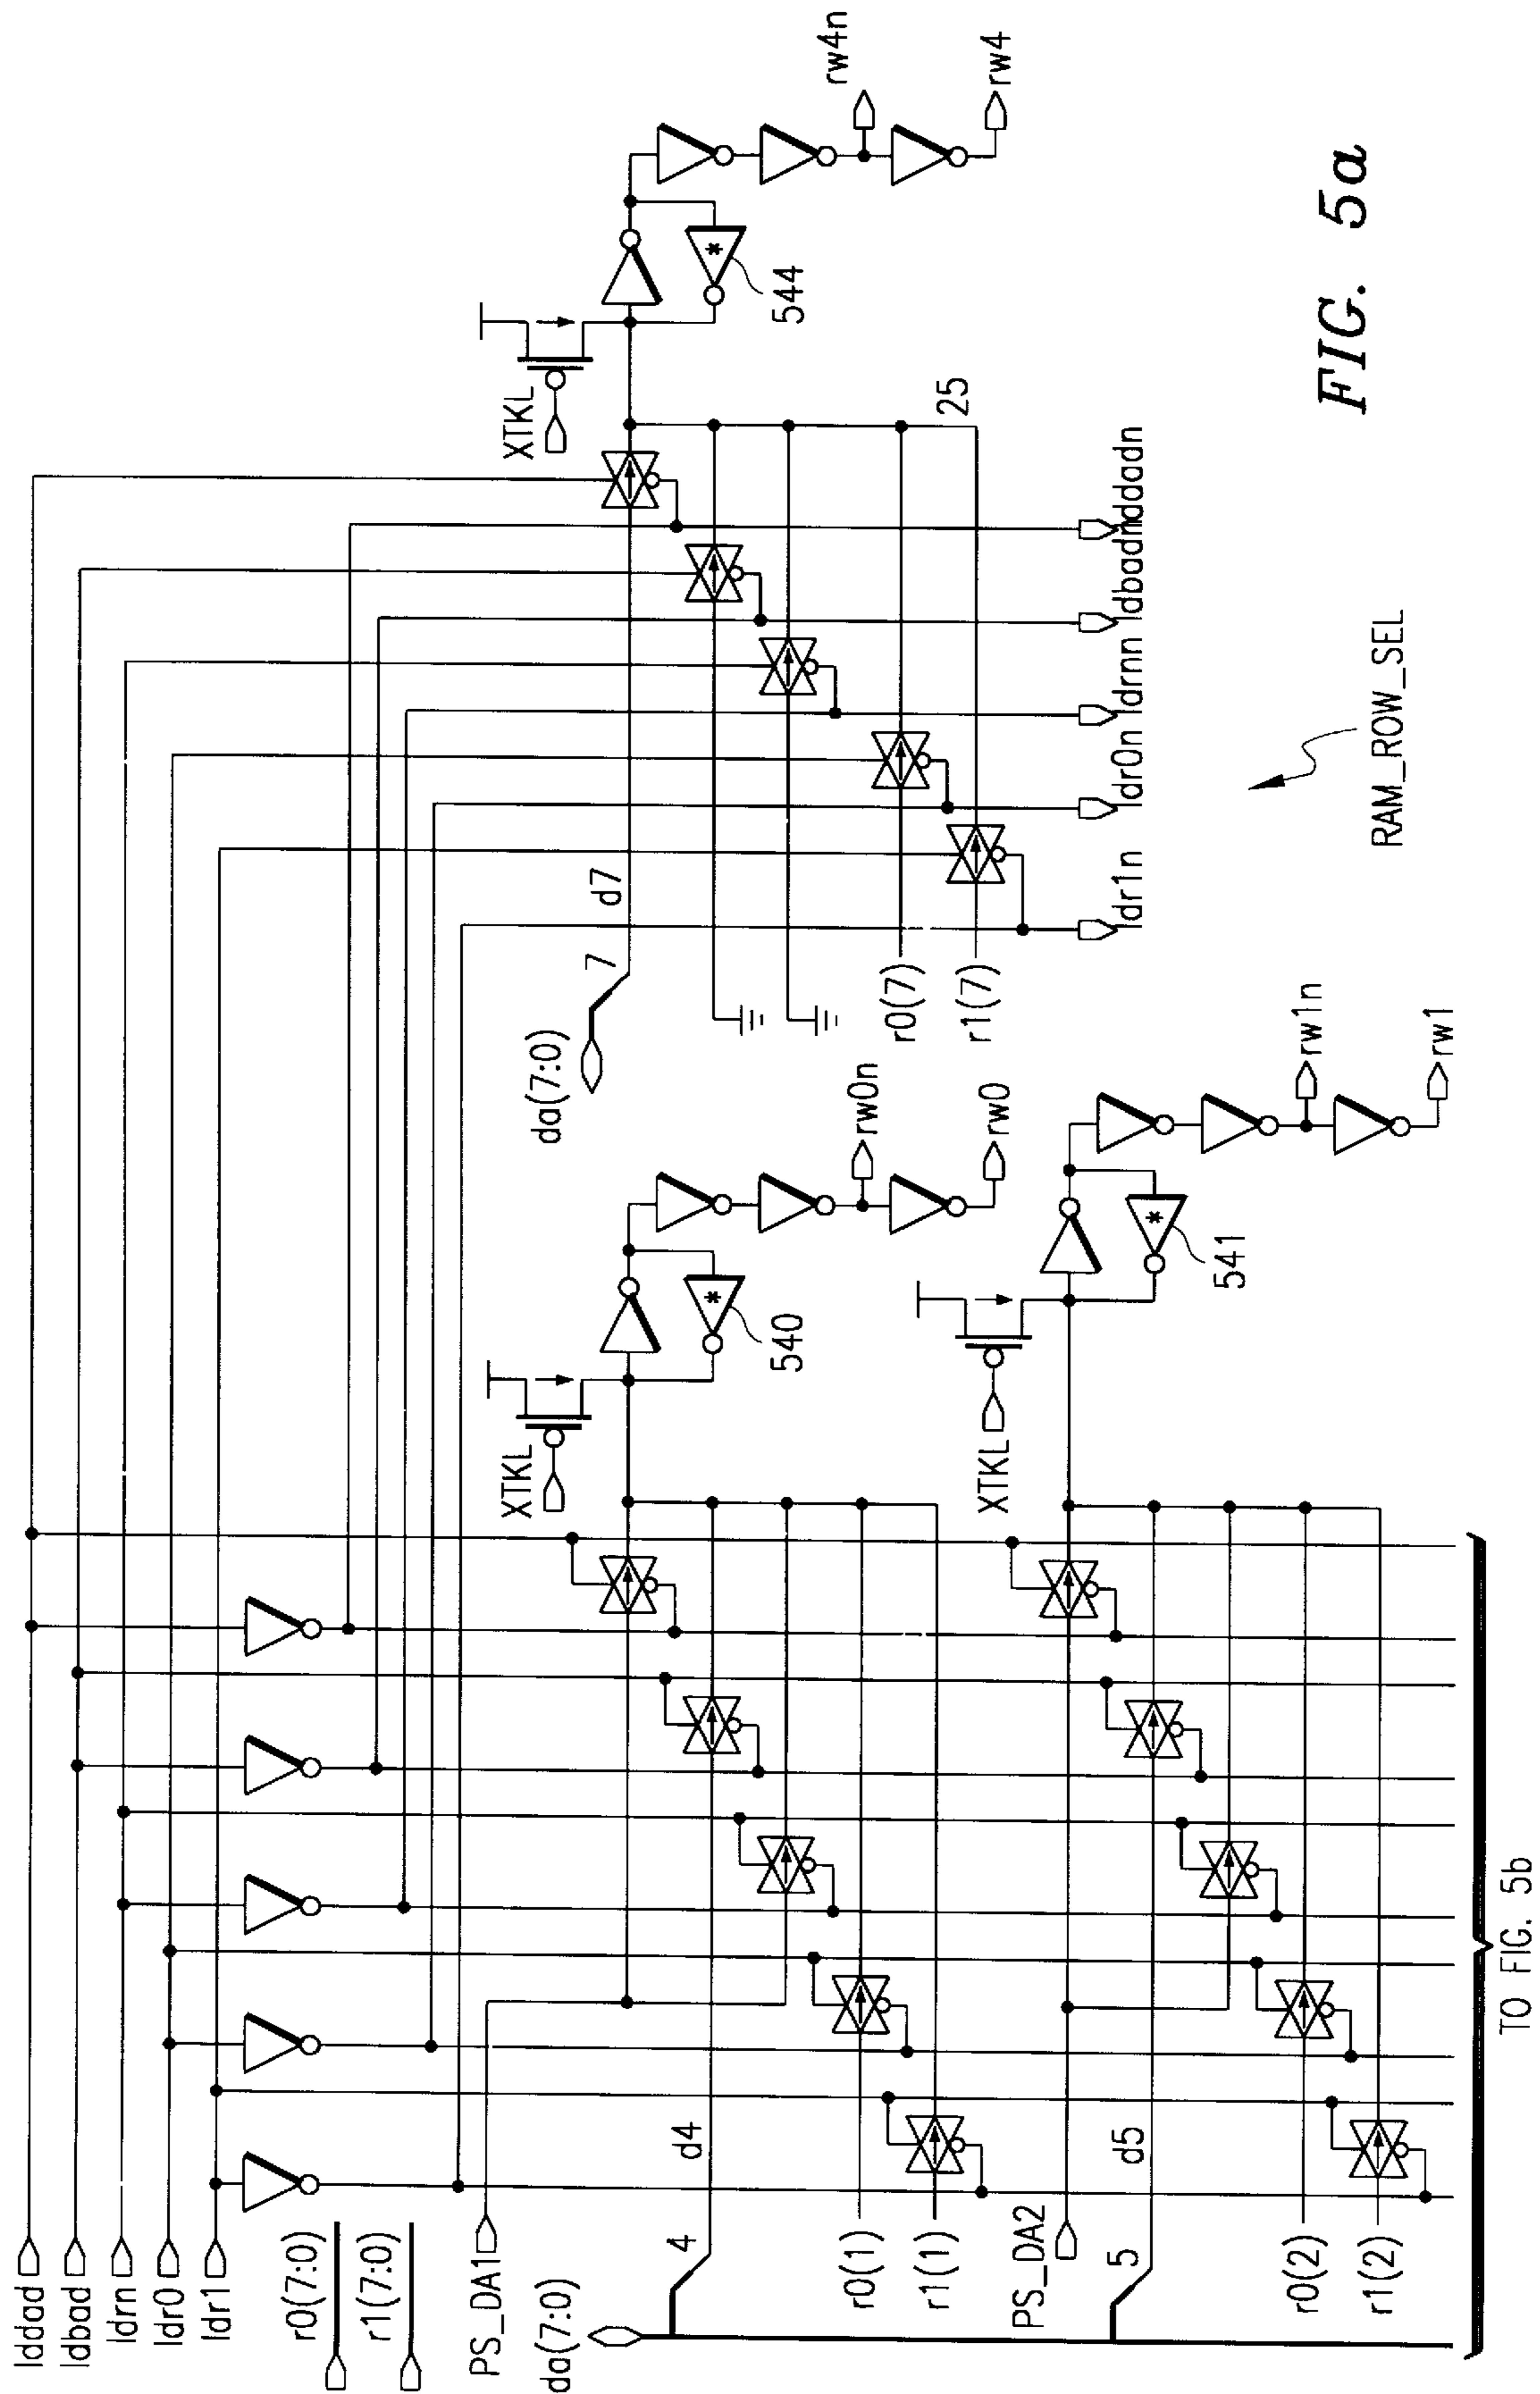 lddad
ldbad
ldrn
ldr0
ldr1
r0(7:0)
r1(7:0)
PS_DA1
da(7:0)
4
d4
r0(1)
r1(1)
XTKL
540
rw0n
rw0
PS_DA2
5
d5
r0(2)
r1(2)
XTKL
541
rw1n
rw1
da(7:0)
7
d7
r0(7)
r1(7)
25
XTKL
544
rw4n
rw4
ldr1n
ldr0n
ldrnn
ldbadn
lddadn
RAM_ROW_SEL
TO FIG. 5b
FIG. 5a